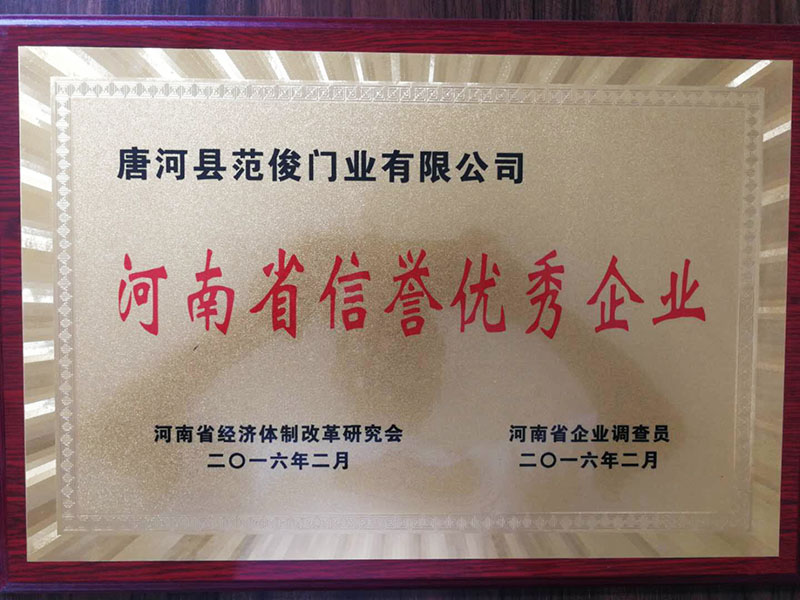 唐河县范俊门业有限公司
河南省信誉优秀企业
河南省经济体制改革研究会
二〇一六年二月
河南省企业调查员
二〇一六年二月